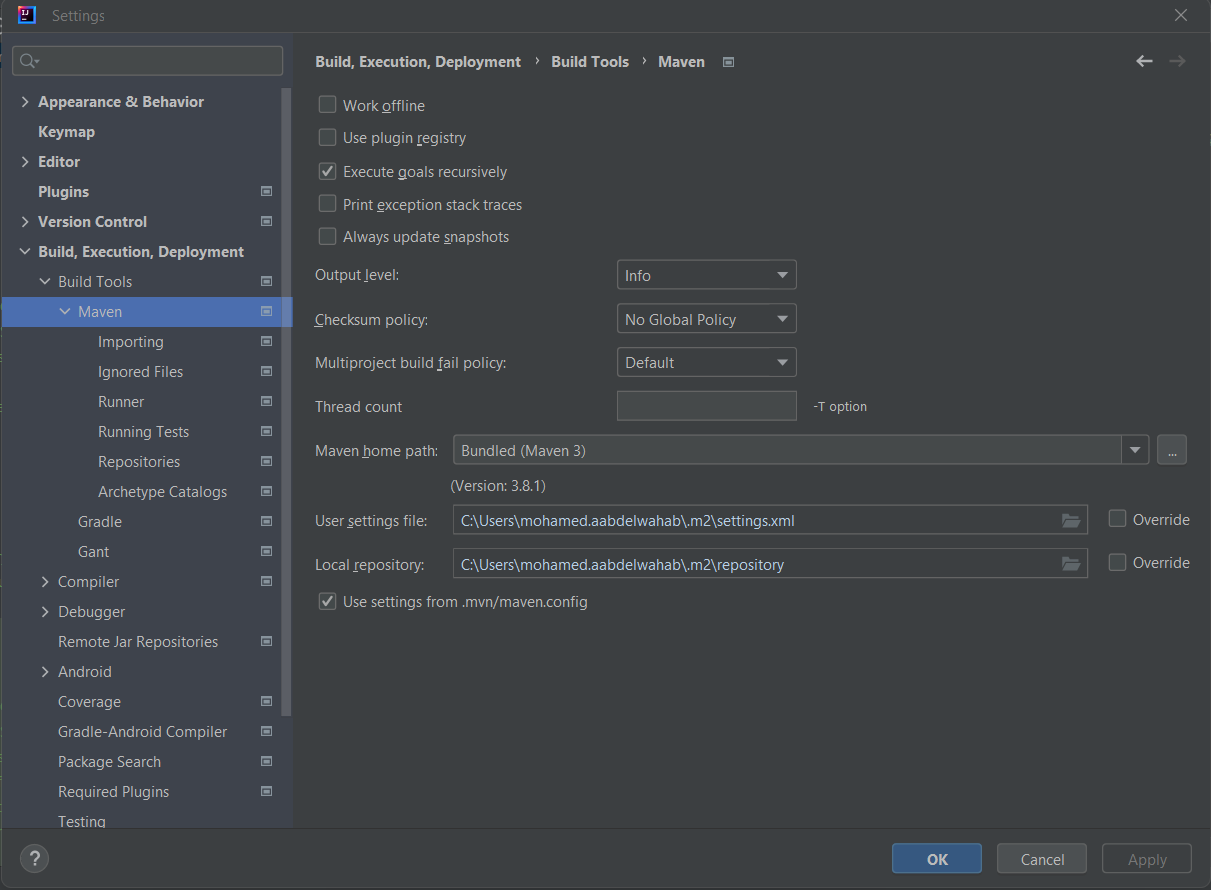 Settings
Appearance & Behavior
Keymap
Editor
Plugins
Version Control
Build, Execution, Deployment
Build Tools
Maven
Importing
Ignored Files
Runner
Running Tests
Repositories
Archetype Catalogs
Gradle
Gant
Compiler
Debugger
Remote Jar Repositories
Android
Coverage
Gradle-Android Compiler
Package Search
Required Plugins
Testing
Build, Execution, Deployment › Build Tools › Maven
Work offline
Use plugin registry
Execute goals recursively
Print exception stack traces
Always update snapshots
Output level: Info
Checksum policy: No Global Policy
Multiproject build fail policy: Default
Thread count -T option
Maven home path: Bundled (Maven 3) ...
(Version: 3.8.1)
User settings file: C:\Users\mohamed.aabdelwahab\.m2\settings.xml Override
Local repository: C:\Users\mohamed.aabdelwahab\.m2\repository Override
Use settings from .mvn/maven.config
? OK Cancel Apply